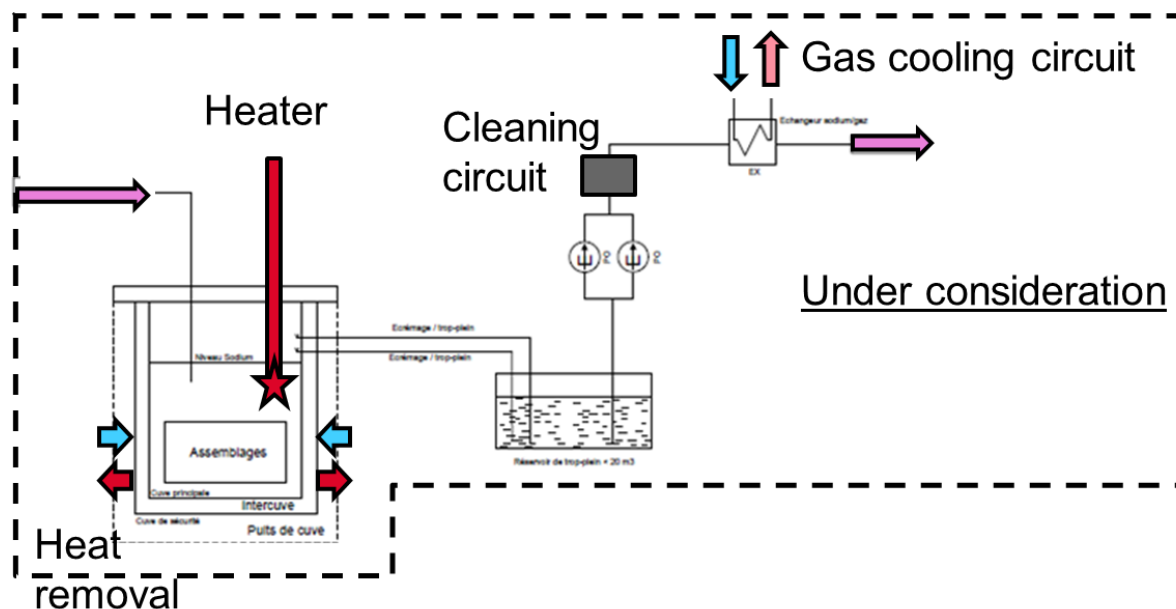 Gas cooling circuit
Heater
Cleaning
circuit
Echangeur sodium/gaz
EX
PO
PO
Under consideration
Ecrémage / trop-plein
Niveau Sodium
Ecrémage / trop-plein
Assemblages
Réservoir de trop-plein < 20 m3
Cuve principale
Intercuve
Cuve de sécurité
Puits de cuve
Heat
removal